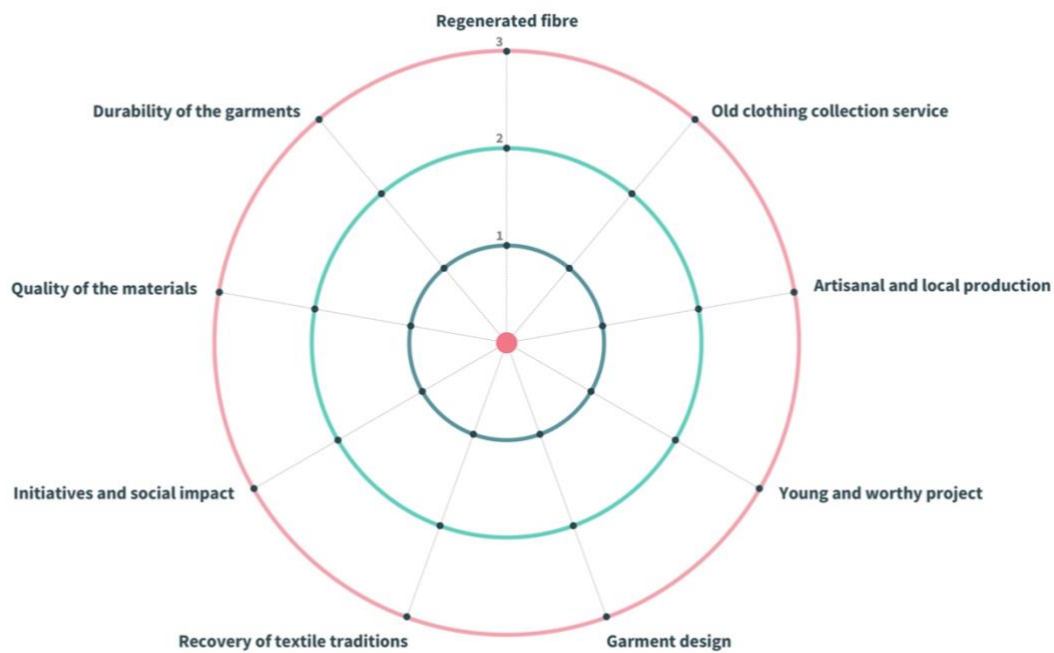 Regenerated fibre
3
Durability of the garments
Old clothing collection service
2
1
Quality of the materials
Artisanal and local production
Initiatives and social impact
Young and worthy project
Recovery of textile traditions
Garment design